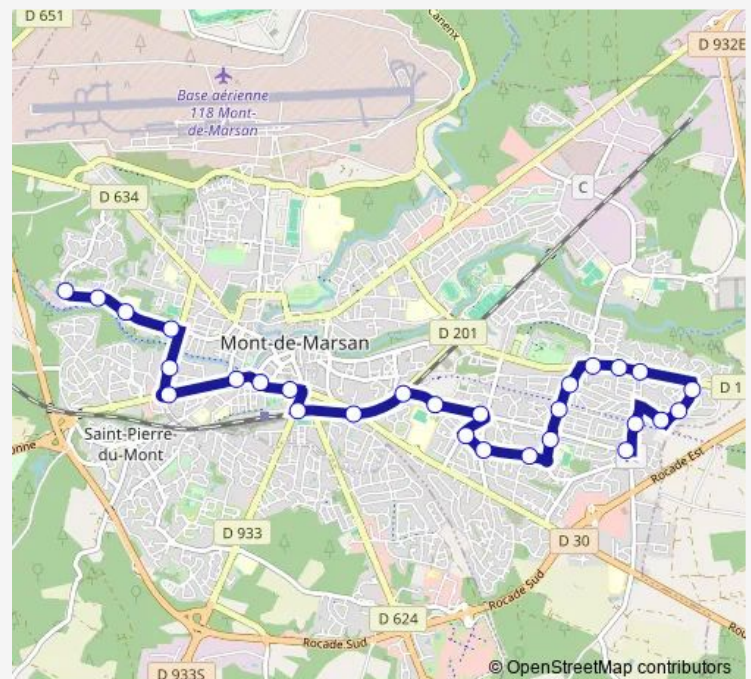 D 651
Canenx
D 932E
Base aérienne
118 Mont-
de-Marsan
D 634
C
Mont-de-Marsan
D 201
D 1
Saint-Pierre-
du-Mont
Rocade Est
D 933
D 30
D 624
Rocade Sud
Rocade Sud
D 933S
© OpenStreetMap contributors